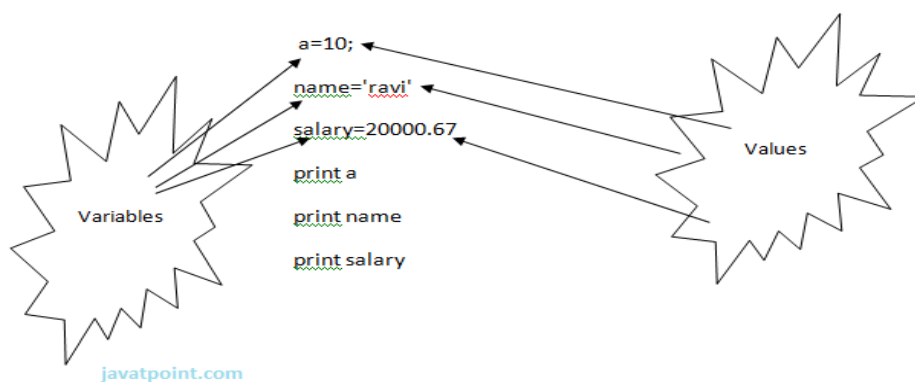 a=10;
name='ravi'
salary=20000.67
print a
print name
print salary
Variables
Values
javatpoint.com